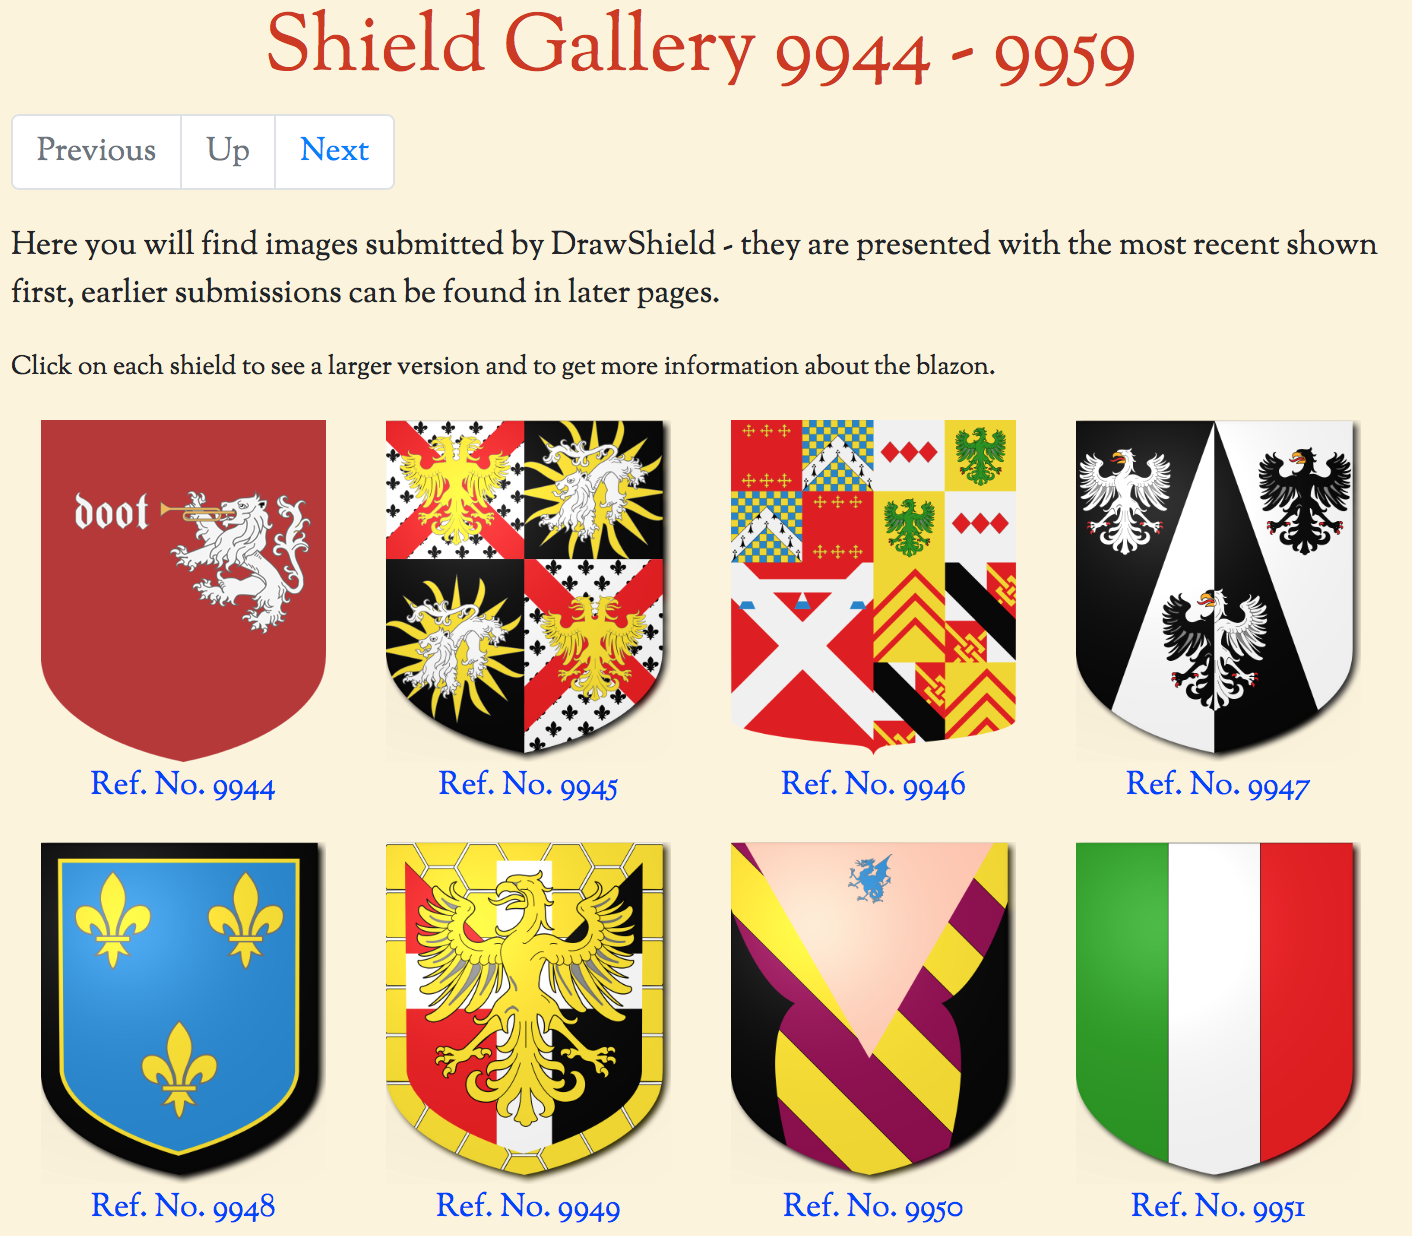 Shield Gallery 9944 - 9959
Previous Up Next
Here you will find images submitted by DrawShield - they are presented with the most recent shown
first, earlier submissions can be found in later pages.
Click on each shield to see a larger version and to get more information about the blazon.
doot
Ref. No. 9944 Ref. No. 9945 Ref. No. 9946 Ref. No. 9947
Ref. No. 9948 Ref. No. 9949 Ref. No. 9950 Ref. No. 9951